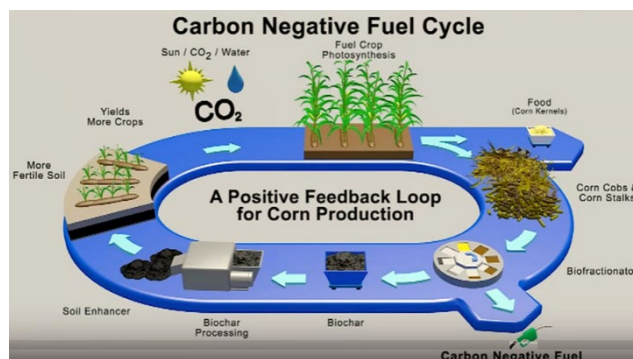 Carbon Negative Fuel Cycle
Sun / CO2 / Water
Fuel Crop
Photosynthesis
CO2
Yields
More Crops
Food
(Corn Kernels)
More
Fertile Soil
A Positive Feedback Loop
for Corn Production
Corn Cobs &
Corn Stalks
Biofractionato
Soil Enhancer
Biochar
Processing
Biochar
Carbon Negative Fuel